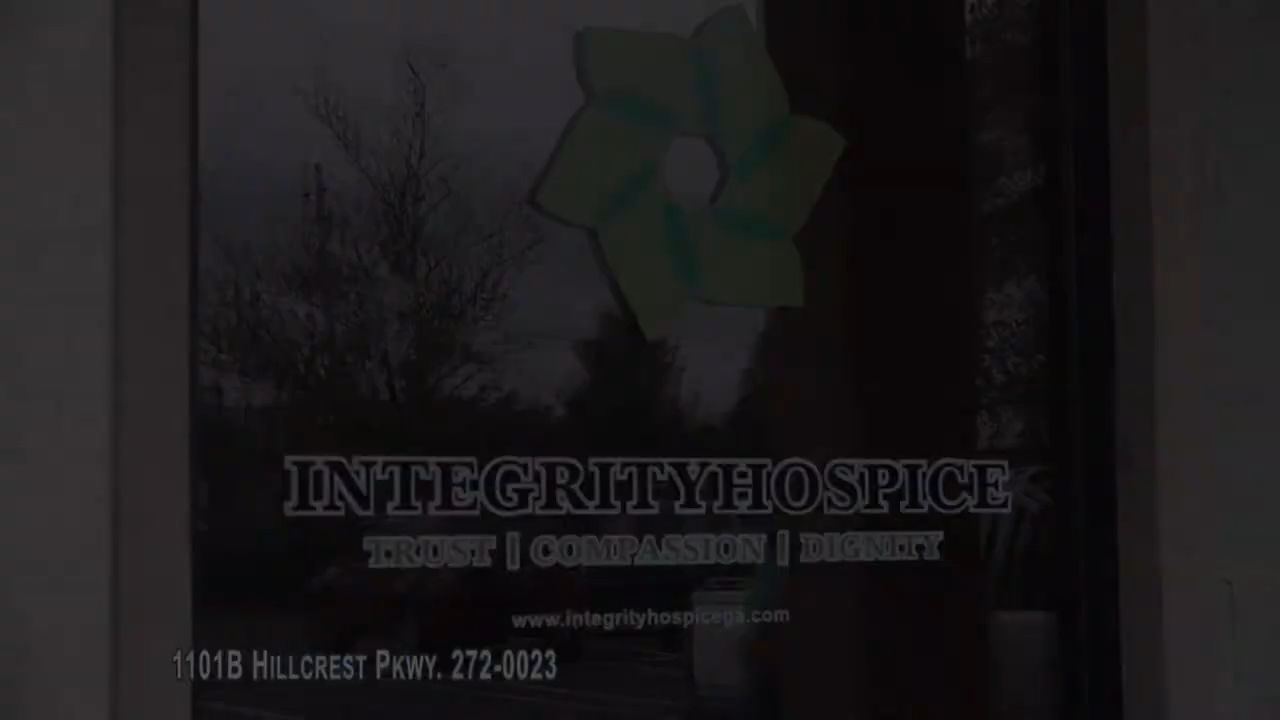 INTEGRITYHOSPICE
TRUST | COMPASSION | DIGNITY
www.integrityhospicega.com
1101B HILLCREST PKWY. 272-0023